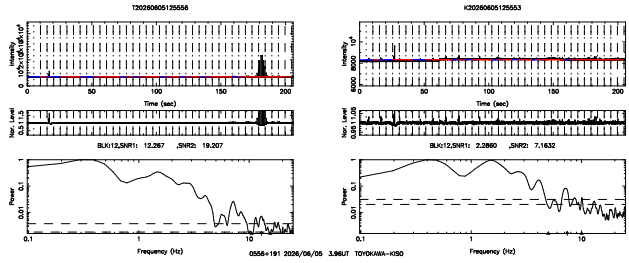 T20260605125556
K20260605125553
Intensity
Time (sec)
Nor. Level
BLK:12,SNR1: 12.267 ,SNR2: 19.207
BLK:12,SNR1: 2.2860 ,SNR2: 7.1632
Power
Frequency (Hz)
0556+191 2026/06/05 3.96UT TOYOKAWA-KISO